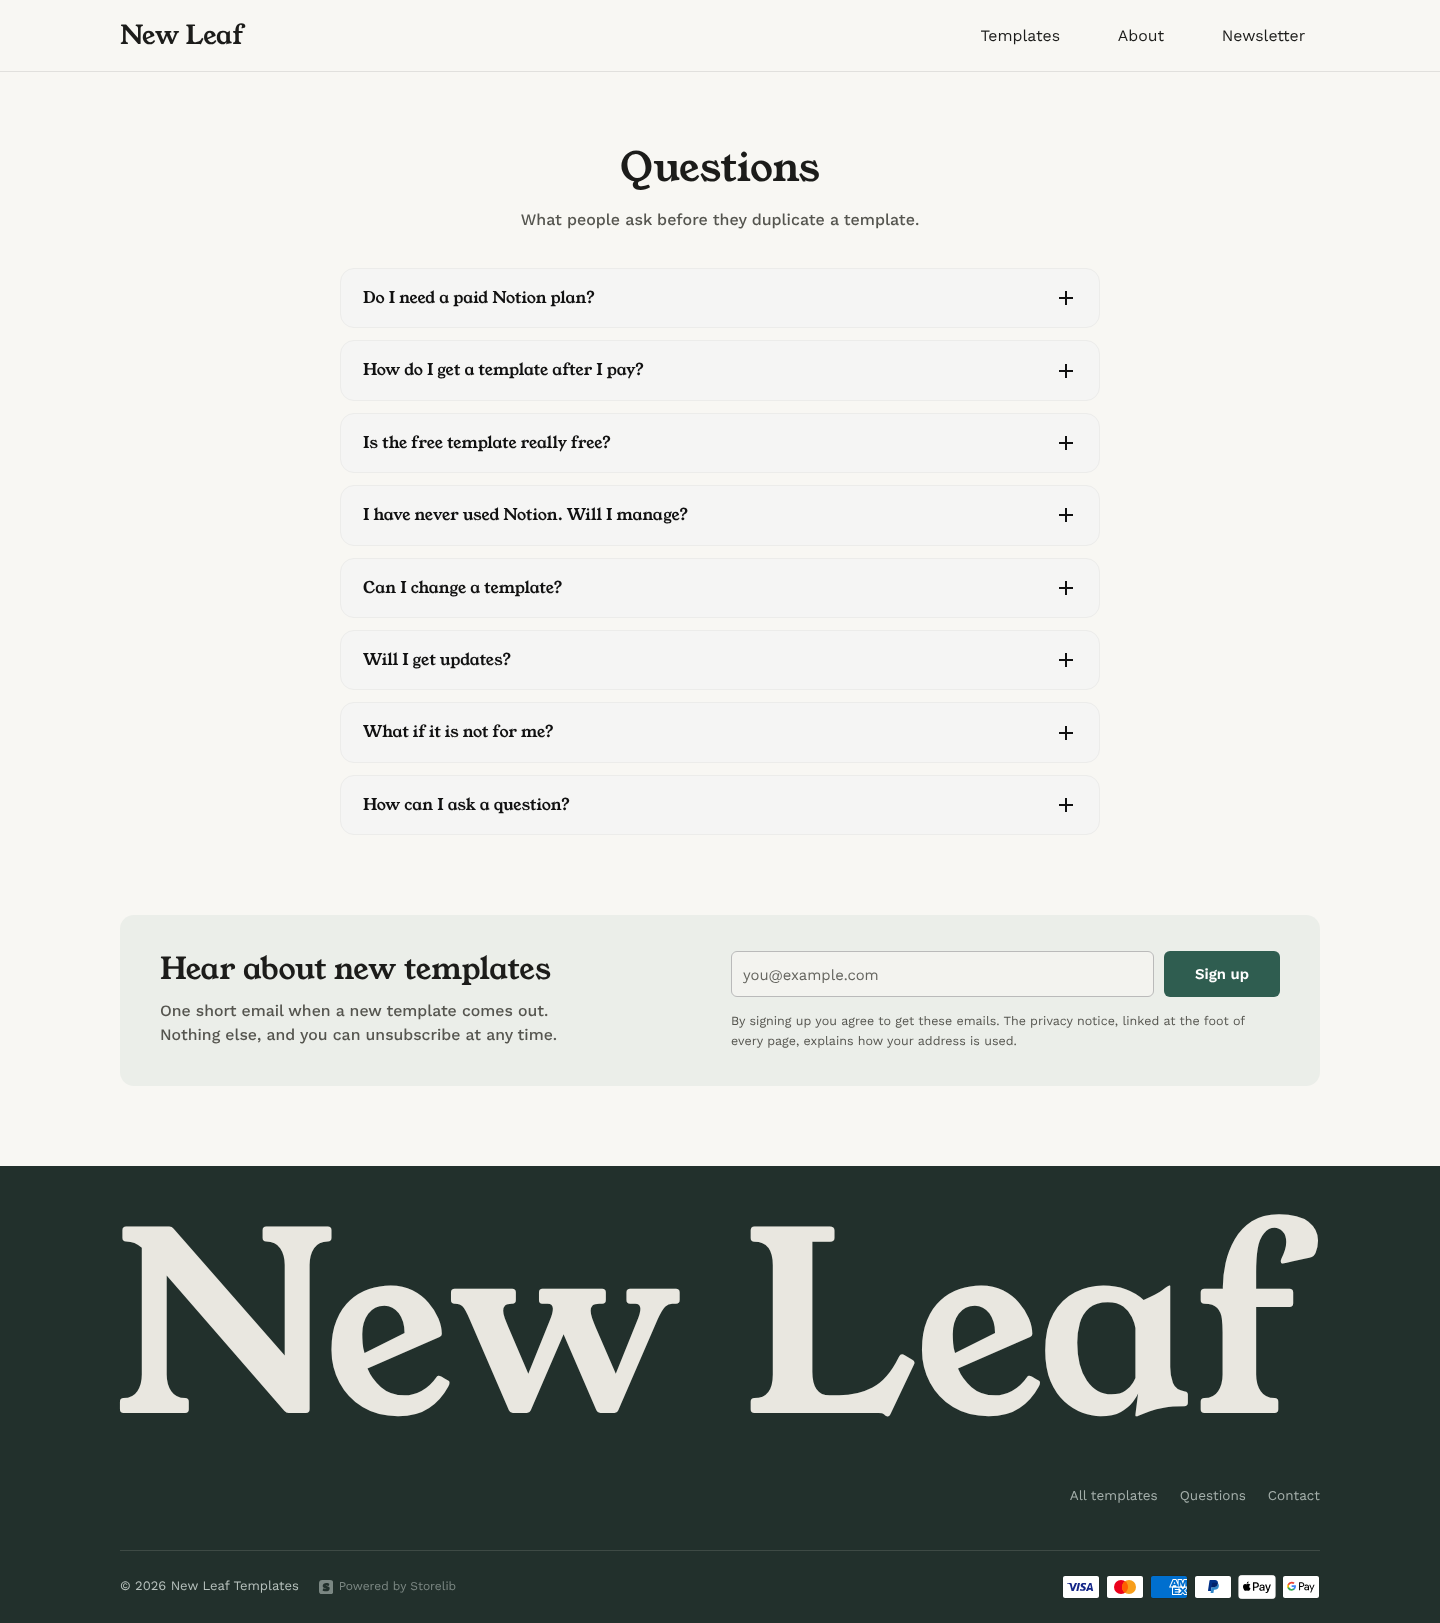 New Leaf
Templates
About
Newsletter
Questions
What people ask before they duplicate a template.
Do I need a paid Notion plan?
How do I get a template after I pay?
Is the free template really free?
I have never used Notion. Will I manage?
Can I change a template?
Will I get updates?
What if it is not for me?
How can I ask a question?
Hear about new templates
One short email when a new template comes out.
Nothing else, and you can unsubscribe at any time.
you@example.com
Sign up
By signing up you agree to get these emails. The privacy notice, linked at the foot of
every page, explains how your address is used.
New Leaf
All templates
Questions
Contact
© 2026 New Leaf Templates
S Powered by Storelib
VISA
AM
EX
P
Pay
G Pay